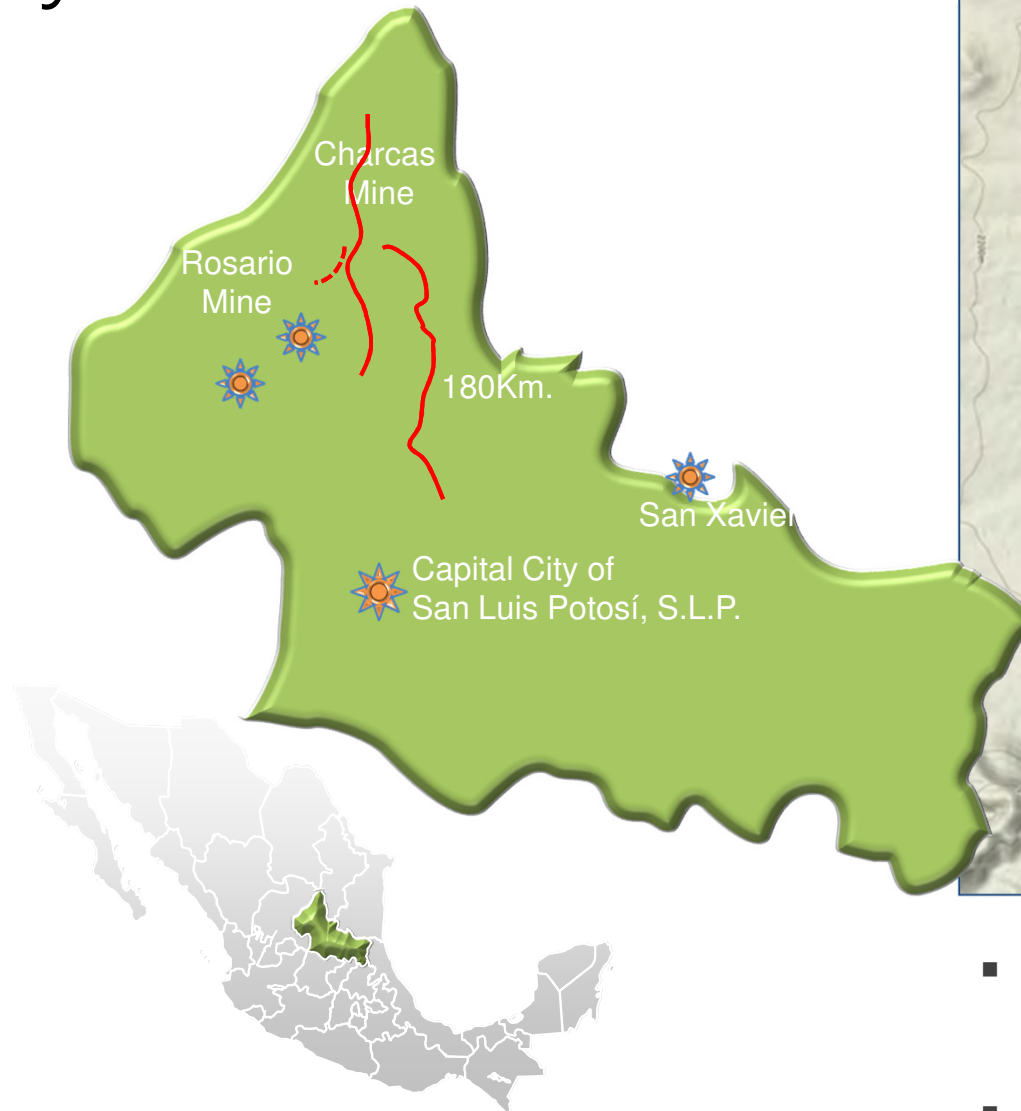 Charcas
Mine
Rosario
Mine
180Km.
San Xavier
Capital City of
San Luis Potosí, S.L.P.